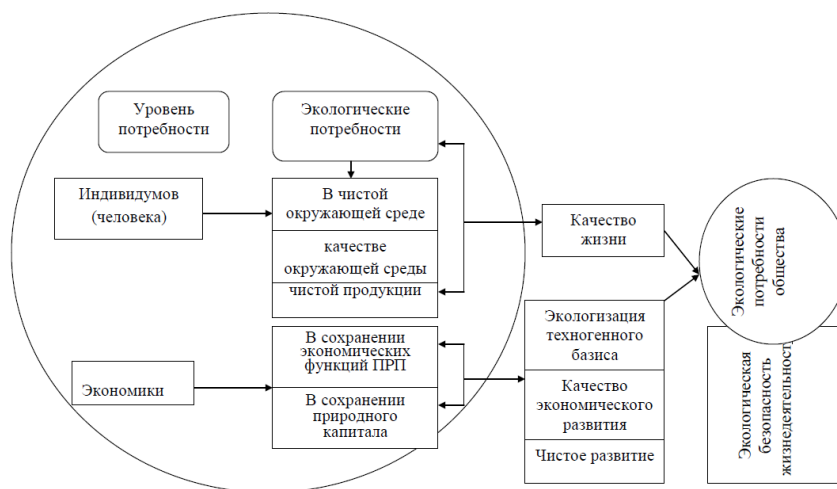 Уровень
потребности
Экологические
потребности
Индивидумов
(человека)
В чистой
окружающей среде
качестве
окружающей среды
чистой продукции
Качество
жизни
Экологические
потребности
общества
В сохранении
экономических
функций ПРП
Экономики
В сохранении
природного
капитала
Экологизация
техногенного
базиса
Качество
экономического
развития
Чистое развитие
Экологическая
безопасность
жизнедеятельност